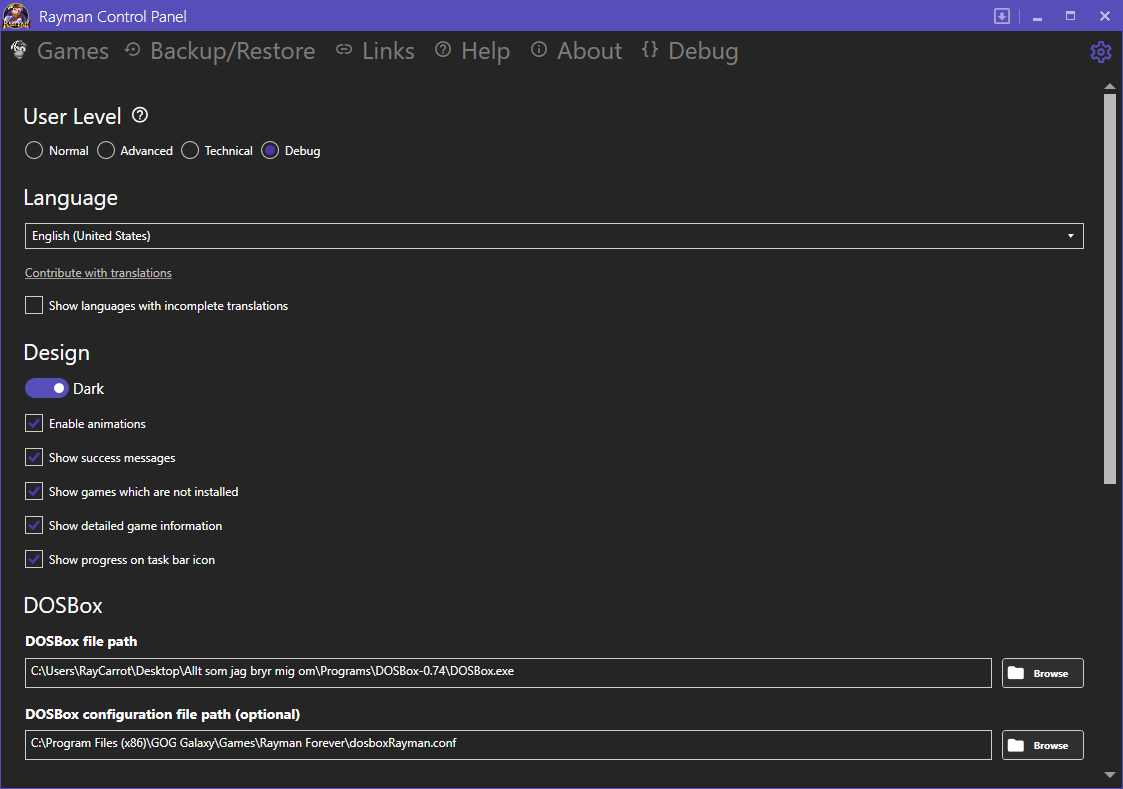 Rayman Control Panel
Games Backup/Restore Links Help About {} Debug
User Level
Normal Advanced Technical Debug
Language
English (United States)
Contribute with translations
Show languages with incomplete translations
Design
Dark
Enable animations
Show success messages
Show games which are not installed
Show detailed game information
Show progress on task bar icon
DOSBox
DOSBox file path
C:\Users\RayCarrot\Desktop\Allt som jag bryr mig om\Programs\DOSBox-0.74\DOSBox.exe Browse
DOSBox configuration file path (optional)
C:\Program Files (x86)\GOG Galaxy\Games\Rayman Forever\dosboxRayman.conf Browse